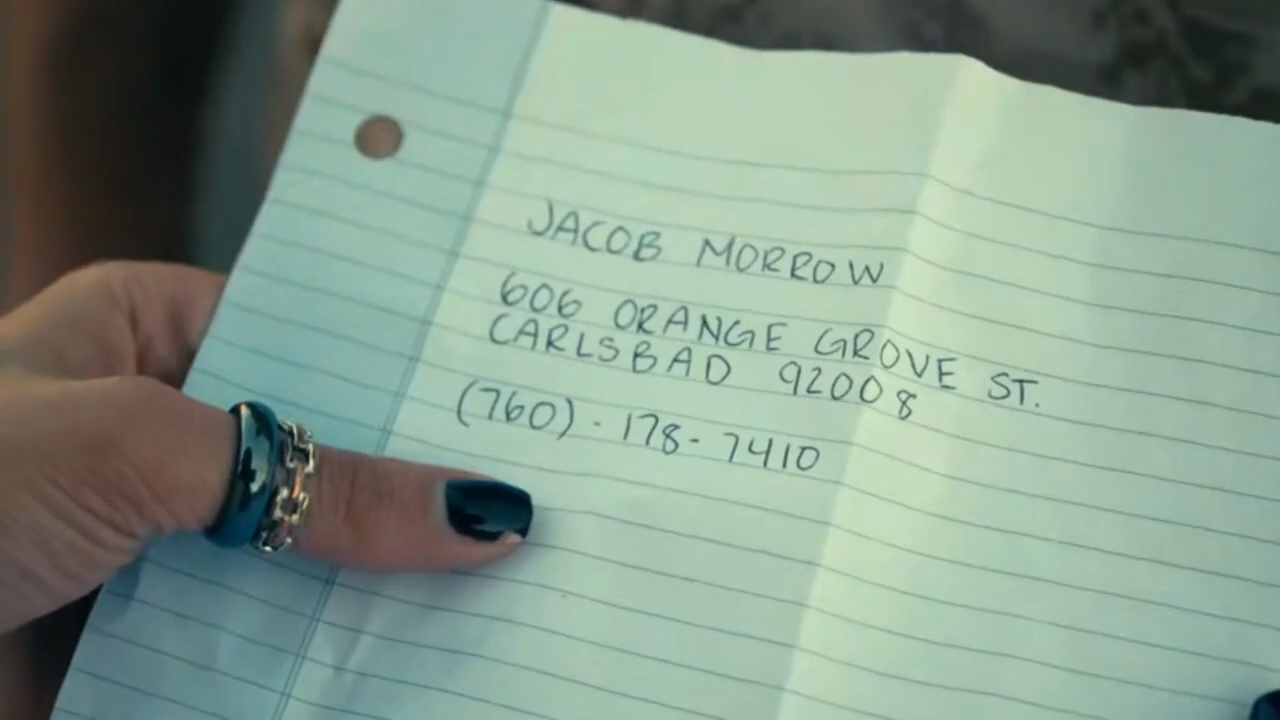 JACOB MORROW
606 ORANGE GROVE ST.
CARLSBAD 92008
(760) · 178 - 7410